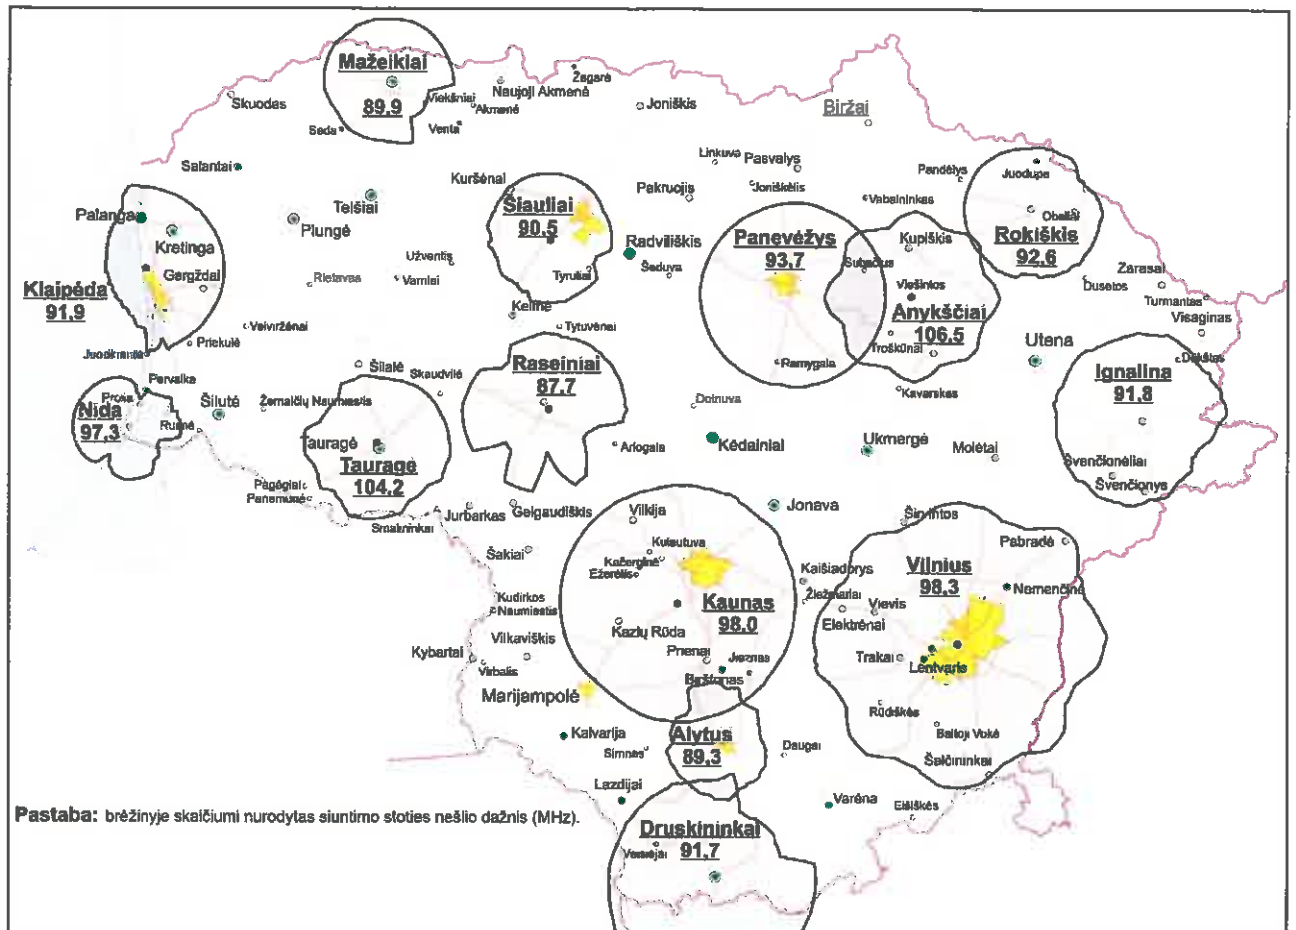 Mažeikiai
89,9
Žagarė
Naujoji Akmenė
Viekšniai
Akmenė
Skuodas
Joniškis
Biržai
Seda
Venta
Salantai
Linkuva
Pasvalys
Pandėlys
Juodupė
Kuršėnai
Joniškėlis
Telšiai
Šiauliai
90,5
Pakruojis
Vabalninkas
Palanga
Plungė
Obeliai
Kretinga
Radviliškis
Panevėžys
93,7
Kupiškis
Rokiškis
92,6
Užventis
Subačius
Gargždai
Rietavas
Varniai
Tyruliai
Šeduva
Zarasai
Klaipėda
91,9
Viešintos
Dusetos
Turmantas
Kelmė
Anykščiai
106,5
Visaginas
Veiviržėnai
Tytuvėnai
Priekulė
Troškūnai
Utena
Juodkrantė
Šilalė
Skaudvilė
Raseiniai
87,7
Ramygala
Dūkštas
Ignalina
91,8
Pervalka
Preila
Kavarskas
Nida
97,3
Šilutė
Žemaičių Naumiestis
Dotnuva
Rusnė
Tauragė
Ariogala
Kėdainiai
Ukmergė
Molėtai
Tauragė
104,2
Švenčionėliai
Pagėgiai
Panemunė
Švenčionys
Smalininkai
Jurbarkas
Gelgaudiškis
Jonava
Vilkija
Širvintos
Šakiai
Kulautuva
Kačerginė
Ežerėlis
Pabradė
Vilnius
98,3
Kaišiadorys
Nemenčinė
Kudirkos
Naumiestis
Kaunas
98,0
Žiežmariai
Vievis
Elektrėnai
Kazlų Rūda
Vilkaviškis
Kybartai
Virbalis
Prienai
Jieznas
Trakai
Lentvaris
Birštonas
Marijampolė
Rūdiškės
Baltoji Vokė
Kalvarija
Simnas
Alytus
89,3
Daugai
Šalčininkai
Lazdijai
Varėna
Eišiškės
Pastaba: brėžinyje skaičiumi nurodytas siuntimo stoties nešlio dažnis (MHz).
Druskininkai
91,7
Veisiejai